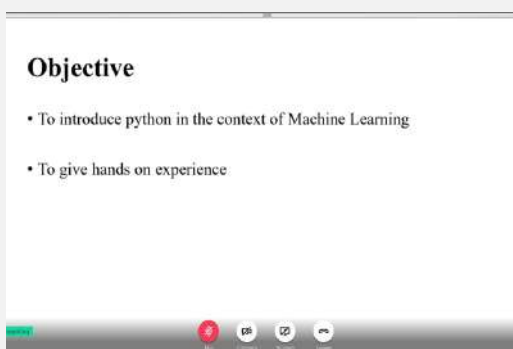 Objective
• To introduce python in the context of Machine Learning
• To give hands on experience